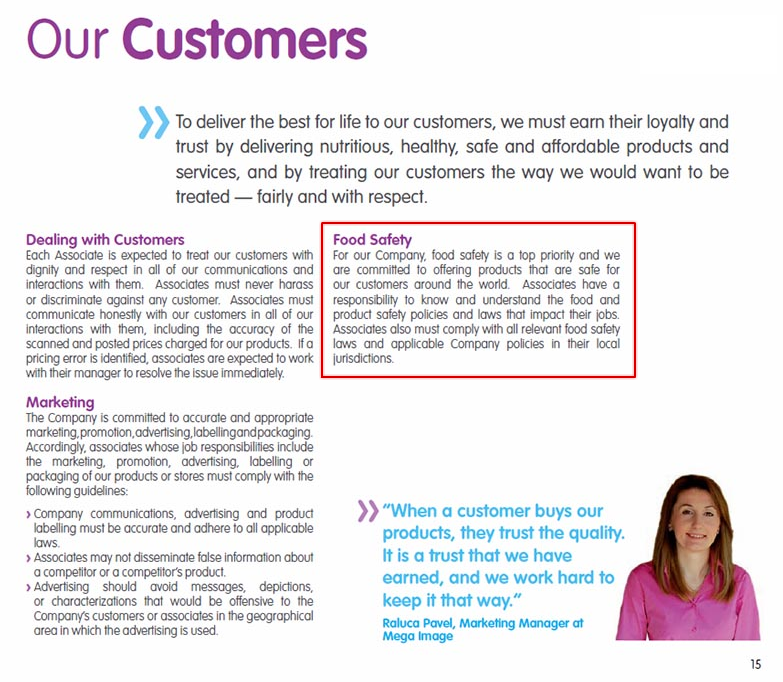 Our Customers
To deliver the best for life to our customers, we must earn their loyalty and
trust by delivering nutritious, healthy, safe and affordable products and
services, and by treating our customers the way we would want to be
treated — fairly and with respect.
Dealing with Customers
Each Associate is expected to treat our customers with
dignity and respect in all of our communications and
interactions with them. Associates must never harass
or discriminate against any customer. Associates must
communicate honestly with our customers in all of our
interactions with them, including the accuracy of the
scanned and posted prices charged for our products. If a
pricing error is identified, associates are expected to work
with their manager to resolve the issue immediately.
Marketing
The Company is committed to accurate and appropriate
marketing, promotion, advertising, labelling and packaging.
Accordingly, associates whose job responsibilities include
the marketing, promotion, advertising, labelling or
packaging of our products or stores must comply with the
following guidelines:
› Company communications, advertising and product
labelling must be accurate and adhere to all applicable
laws.
› Associates may not disseminate false information about
a competitor or a competitor's product.
› Advertising should avoid messages, depictions,
or characterizations that would be offensive to the
Company's customers or associates in the geographical
area in which the advertising is used.
Food Safety
For our Company, food safety is a top priority and we
are committed to offering products that are safe for
our customers around the world. Associates have a
responsibility to know and understand the food and
product safety policies and laws that impact their jobs.
Associates also must comply with all relevant food safety
laws and applicable Company policies in their local
jurisdictions.
"When a customer buys our
products, they trust the quality.
It is a trust that we have
earned, and we work hard to
keep it that way."
Raluca Pavel, Marketing Manager at
Mega Image
15